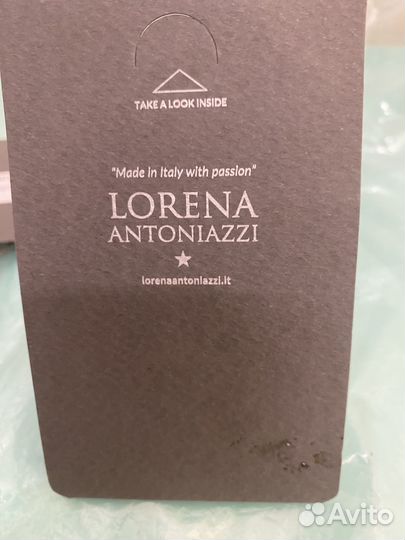 TAKE A LOOK INSIDE
"Made in Italy with passion"
LORENA
ANTONIAZZI
lorenaantoniazzi.it
Avito